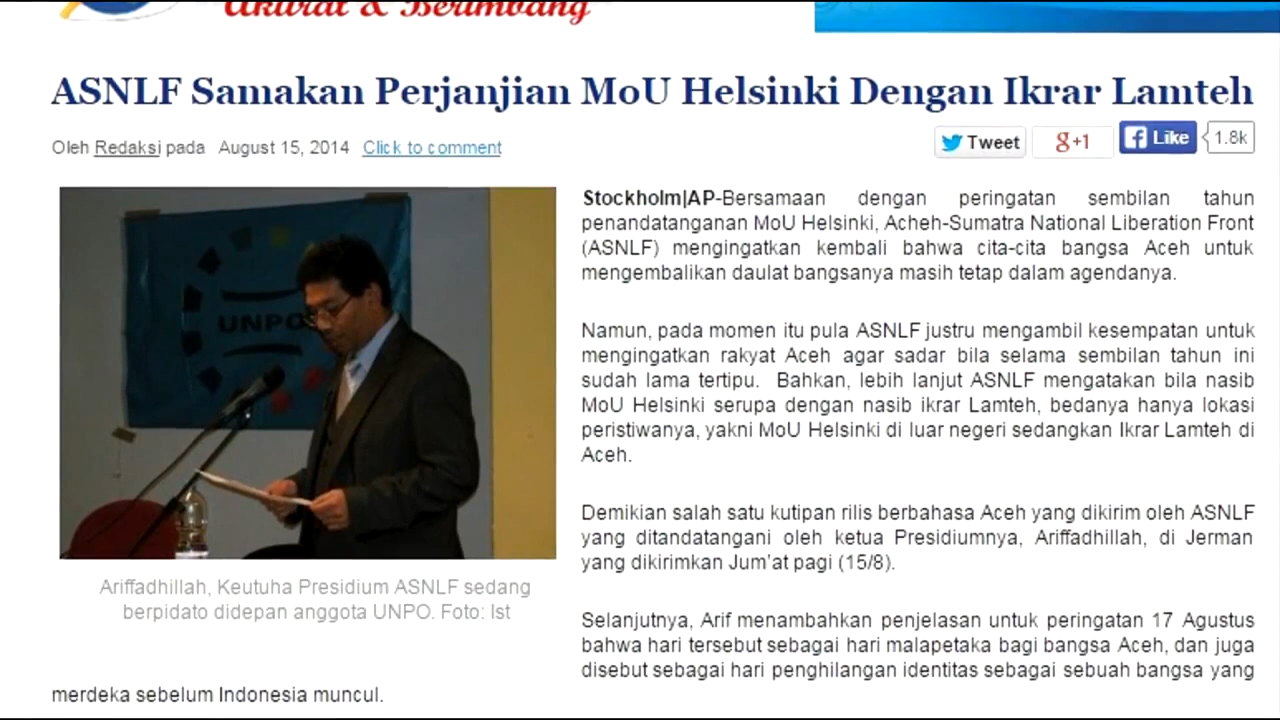 Akurat & Berimbang
ASNLF Samakan Perjanjian MoU Helsinki Dengan Ikrar Lamteh
Oleh Redaksi pada August 15, 2014 Click to comment
Tweet
g+1
Like
1.8k
UNPO
Ariffadhillah, Keutuha Presidium ASNLF sedang
berpidato didepan anggota UNPO. Foto: Ist
Stockholm|AP-Bersamaan dengan peringatan sembilan tahun
penandatanganan MoU Helsinki, Acheh-Sumatra National Liberation Front
(ASNLF) mengingatkan kembali bahwa cita-cita bangsa Aceh untuk
mengembalikan daulat bangsanya masih tetap dalam agendanya.
Namun, pada momen itu pula ASNLF justru mengambil kesempatan untuk
mengingatkan rakyat Aceh agar sadar bila selama sembilan tahun ini
sudah lama tertipu. Bahkan, lebih lanjut ASNLF mengatakan bila nasib
MoU Helsinki serupa dengan nasib ikrar Lamteh, bedanya hanya lokasi
peristiwanya, yakni MoU Helsinki di luar negeri sedangkan Ikrar Lamteh di
Aceh.
Demikian salah satu kutipan rilis berbahasa Aceh yang dikirim oleh ASNLF
yang ditandatangani oleh ketua Presidiumnya, Ariffadhillah, di Jerman
yang dikirimkan Jum'at pagi (15/8).
Selanjutnya, Arif menambahkan penjelasan untuk peringatan 17 Agustus
bahwa hari tersebut sebagai hari malapetaka bagi bangsa Aceh, dan juga
disebut sebagai hari penghilangan identitas sebagai sebuah bangsa yang
merdeka sebelum Indonesia muncul.